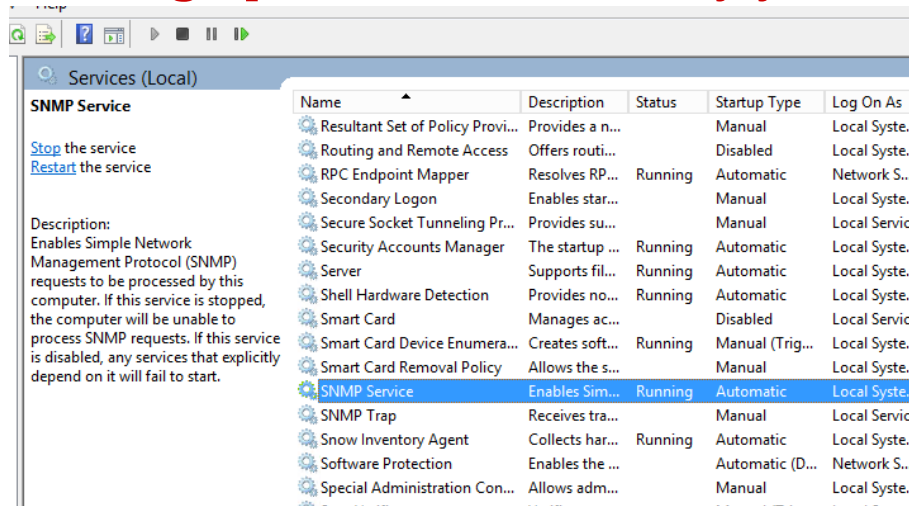 Help
Services (Local)
SNMP Service
Stop the service
Restart the service
Description:
Enables Simple Network
Management Protocol (SNMP)
requests to be processed by this
computer. If this service is stopped,
the computer will be unable to
process SNMP requests. If this service
is disabled, any services that explicitly
depend on it will fail to start.
Name Description Status Startup Type Log On As
Resultant Set of Policy Provi... Provides a n... Manual Local Syste..
Routing and Remote Access Offers routi... Disabled Local Syste..
RPC Endpoint Mapper Resolves RP... Running Automatic Network S..
Secondary Logon Enables star... Manual Local Syste..
Secure Socket Tunneling Pr... Provides su... Manual Local Servic
Security Accounts Manager The startup ... Running Automatic Local Syste..
Server Supports fil... Running Automatic Local Syste..
Shell Hardware Detection Provides no... Running Automatic Local Syste..
Smart Card Manages ac... Disabled Local Servic
Smart Card Device Enumera... Creates soft... Running Manual (Trig... Local Syste..
Smart Card Removal Policy Allows the s... Manual Local Syste..
SNMP Service Enables Sim... Running Automatic Local Syste..
SNMP Trap Receives tra... Manual Local Servic
Snow Inventory Agent Collects har... Running Automatic Local Syste..
Software Protection Enables the ... Automatic (D... Network S..
Special Administration Con... Allows adm... Manual Local Syste..